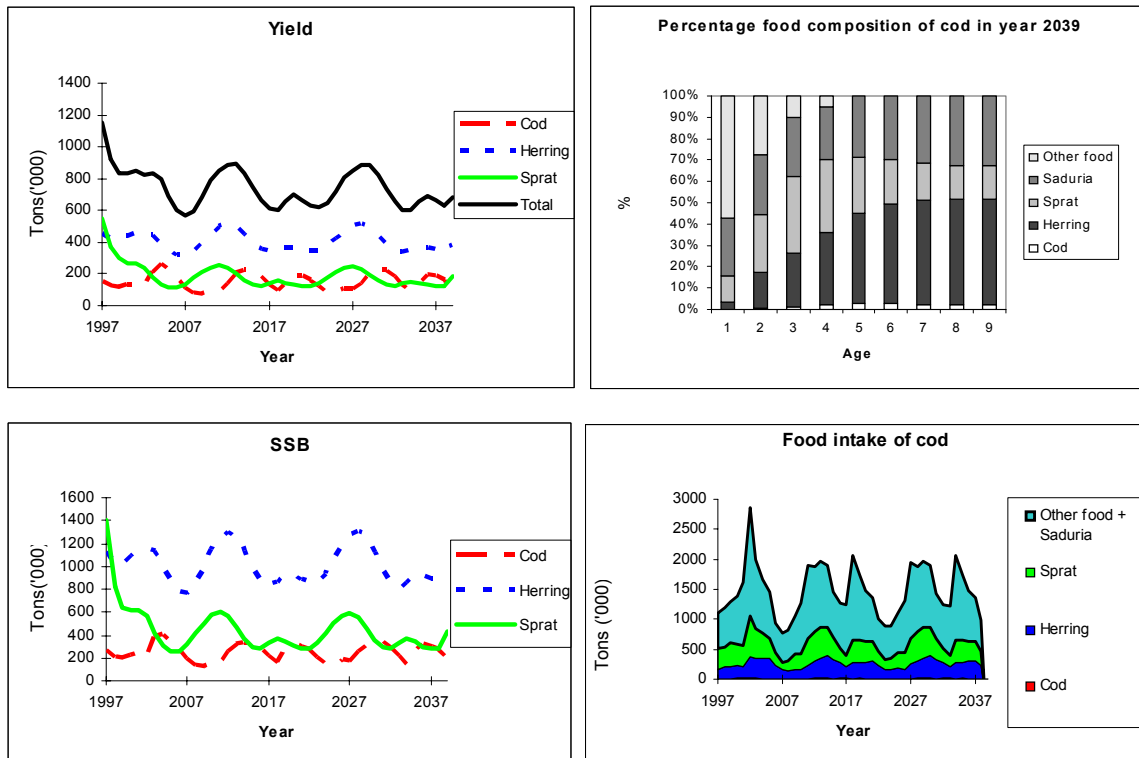 Yield
1400
1200
1000
800
600
400
200
0
Tons('000)
1997 2007 2017 2027 2037
Year
Cod
Herring
Sprat
Total
Percentage food composition of cod in year 2039
100%
90%
80%
70%
60%
50%
40%
30%
20%
10%
0%
%
1 2 3 4 5 6 7 8 9
Age
Other food
Saduria
Sprat
Herring
Cod
SSB
1600
1400
1200
1000
800
600
400
200
0
Tons('000)
1997 2007 2017 2027 2037
Year
Cod
Herring
Sprat
Food intake of cod
3000
2500
2000
1500
1000
500
0
Tons ('000)
1997 2007 2017 2027 2037
Year
Other food +
Saduria
Sprat
Herring
Cod